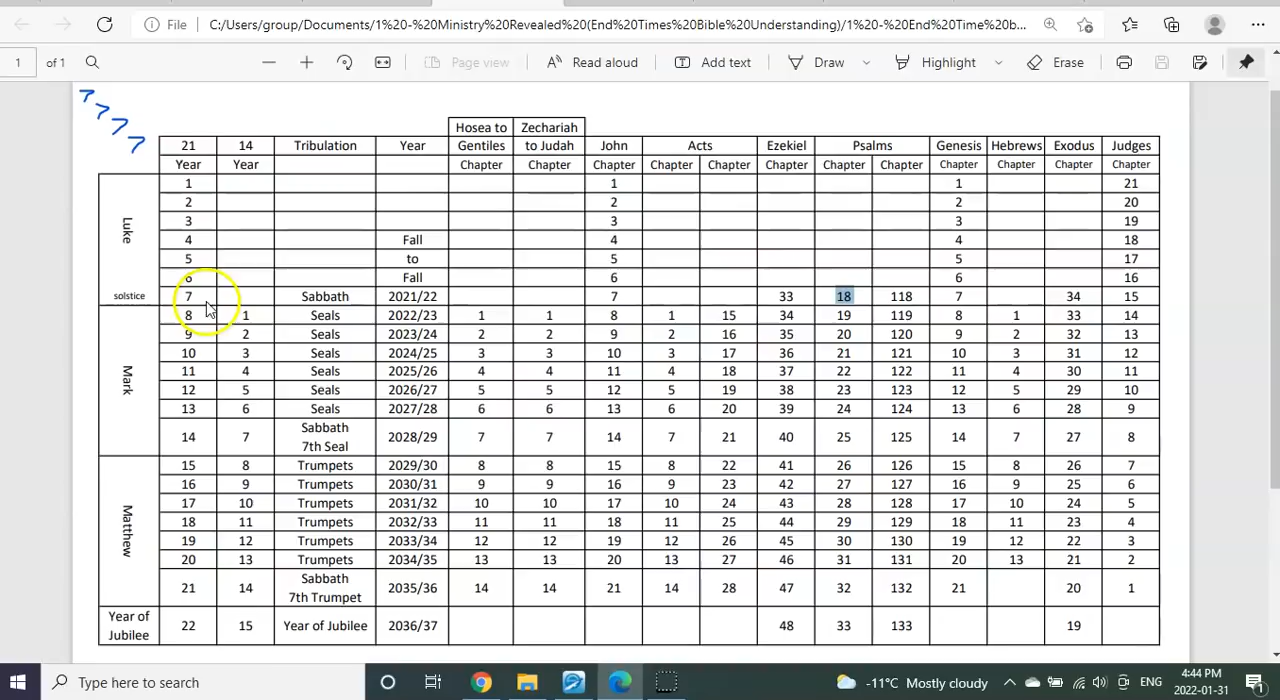 File C:/Users/group/Documents/1%20-%20Ministry%20Revealed%20(End%20Times%20Bible%20Understanding)/1%20-%20End%20Time%20b...
1 of 1 Page view Read aloud Add text Draw Highlight Erase
7 7 7 7
Hosea to Zechariah
21 14 Tribulation Year Gentiles to Judah John Acts Ezekiel Psalms Genesis Hebrews Exodus Judges
Year Year Chapter Chapter Chapter Chapter Chapter Chapter Chapter Chapter Chapter Chapter Chapter Chapter
Luke
1 1 1 21
2 2 2 20
3 3 3 19
4 Fall 4 4 18
5 to 5 5 17
6 Fall 6 6 16
solstice 7 Sabbath 2021/22 7 33 18 118 7 34 15
Mark
8 1 Seals 2022/23 1 1 8 1 15 34 19 119 8 1 33 14
9 2 Seals 2023/24 2 2 9 2 16 35 20 120 9 2 32 13
10 3 Seals 2024/25 3 3 10 3 17 36 21 121 10 3 31 12
11 4 Seals 2025/26 4 4 11 4 18 37 22 122 11 4 30 11
12 5 Seals 2026/27 5 5 12 5 19 38 23 123 12 5 29 10
13 6 Seals 2027/28 6 6 13 6 20 39 24 124 13 6 28 9
Sabbath
14 7 2028/29 7 7 14 7 21 40 25 125 14 7 27 8
7th Seal
Matthew
15 8 Trumpets 2029/30 8 8 15 8 22 41 26 126 15 8 26 7
16 9 Trumpets 2030/31 9 9 16 9 23 42 27 127 16 9 25 6
17 10 Trumpets 2031/32 10 10 17 10 24 43 28 128 17 10 24 5
18 11 Trumpets 2032/33 11 11 18 11 25 44 29 129 18 11 23 4
19 12 Trumpets 2033/34 12 12 19 12 26 45 30 130 19 12 22 3
20 13 Trumpets 2034/35 13 13 20 13 27 46 31 131 20 13 21 2
Sabbath
21 14 2035/36 14 14 21 14 28 47 32 132 21 20 1
7th Trumpet
Year of
Jubilee 22 15 Year of Jubilee 2036/37 48 33 133 19
Type here to search -11°C Mostly cloudy ENG 4:44 PM
2022-01-31